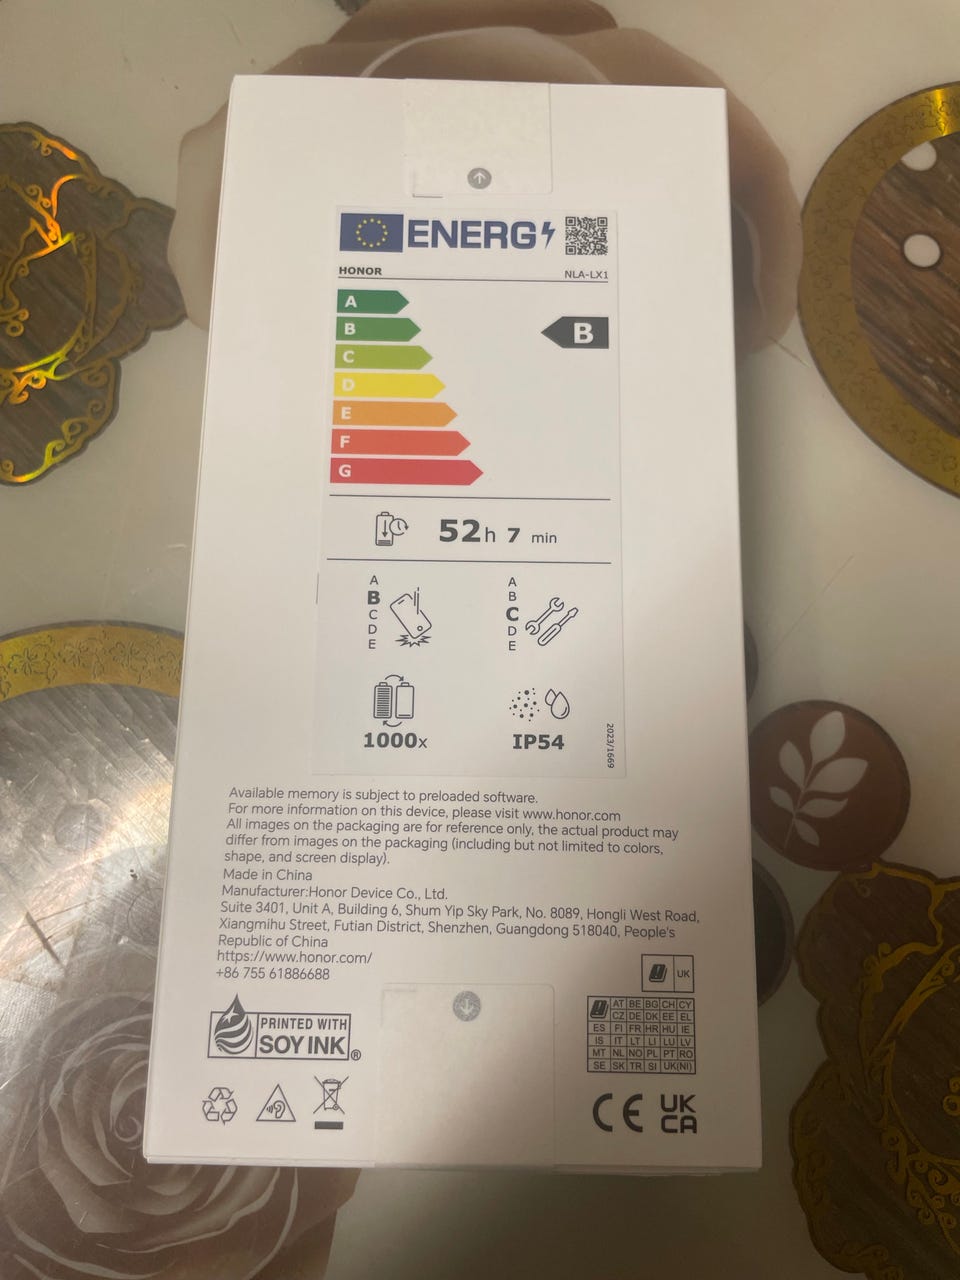 ENERG
HONOR NLA-LX1
A
B B
C
D
E
F
G
52h 7 min
A
B
C
D
E
A
B
C
D
E
1000x
IP54
2023/1669
Available memory is subject to preloaded software.
For more information on this device, please visit www.honor.com
All images on the packaging are for reference only, the actual product may
differ from images on the packaging (including but not limited to colors,
shape, and screen display).
Made in China
Manufacturer:Honor Device Co., Ltd.
Suite 3401, Unit A, Building 6, Shum Yip Sky Park, No. 8089, Hongli West Road,
Xiangmihu Street, Futian District, Shenzhen, Guangdong 518040, People's
Republic of China
https://www.honor.com/
+86 755 61886688
UK
AT BE BG CH CY
CZ DE DK EE EL
ES FI FR HR HU IE
IS IT LT LI LU LV
MT NL NO PL PT RO
SE SK TR SI UK(NI)
PRINTED WITH
SOY INK®
CE
UK
CA